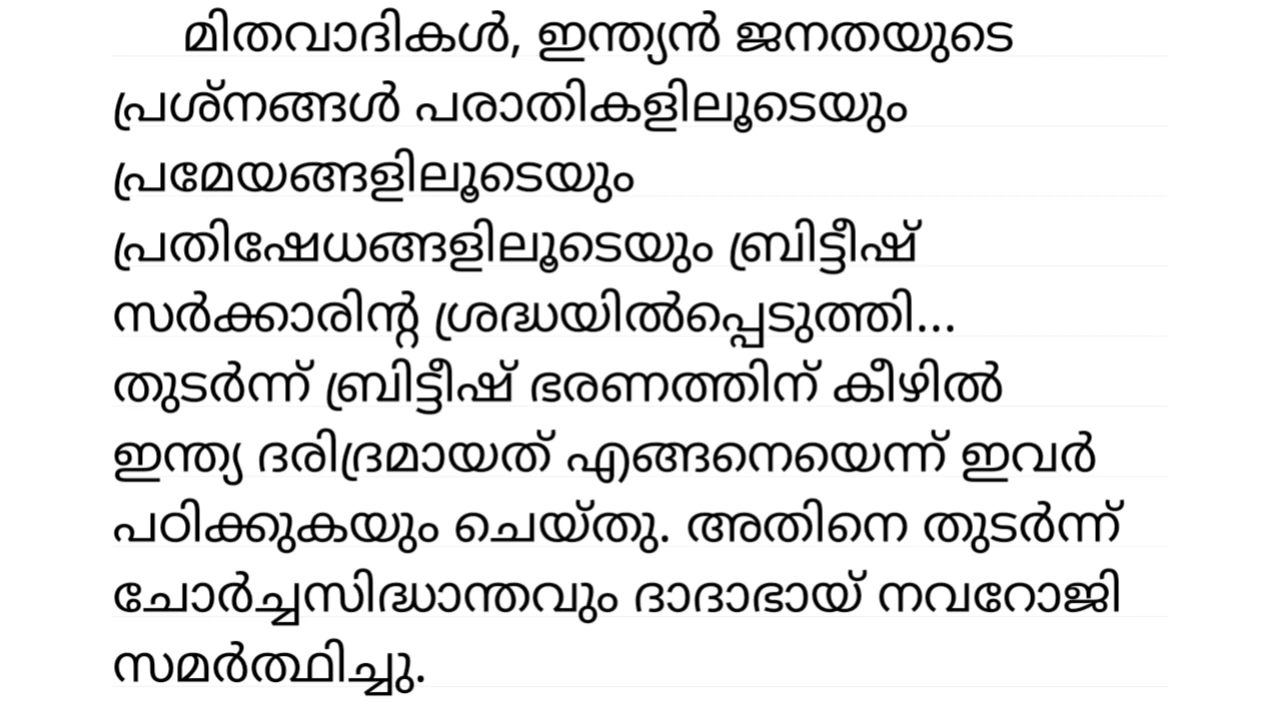 മിതവാദികൾ, ഇന്ത്യൻ ജനതയുടെ
പ്രശ്നങ്ങൾ പരാതികളിലൂടെയും
പ്രമേയങ്ങളിലൂടെയും
പ്രതിഷേധങ്ങളിലൂടെയും ബ്രിട്ടീഷ്
സർക്കാരിന്റ ശ്രദ്ധയിൽപ്പെടുത്തി...
തുടർന്ന് ബ്രിട്ടീഷ് ഭരണത്തിന് കീഴിൽ
ഇന്ത്യ ദരിദ്രമായത് എങ്ങനെയെന്ന് ഇവർ
പഠിക്കുകയും ചെയ്തു. അതിനെ തുടർന്ന്
ചോർച്ചസിദ്ധാന്തവും ദാദാഭായ് നവറോജി
സമർത്ഥിച്ചു.